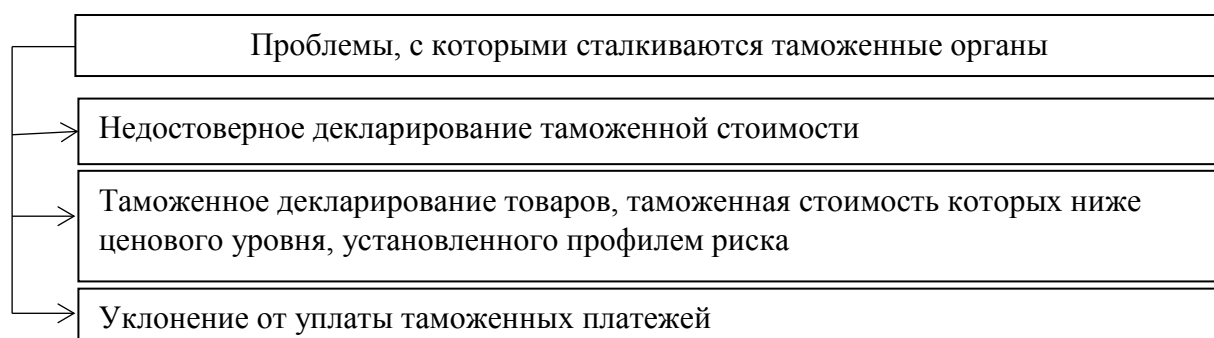 Проблемы, с которыми сталкиваются таможенные органы
Недостоверное декларирование таможенной стоимости
Таможенное декларирование товаров, таможенная стоимость которых ниже
ценового уровня, установленного профилем риска
Уклонение от уплаты таможенных платежей